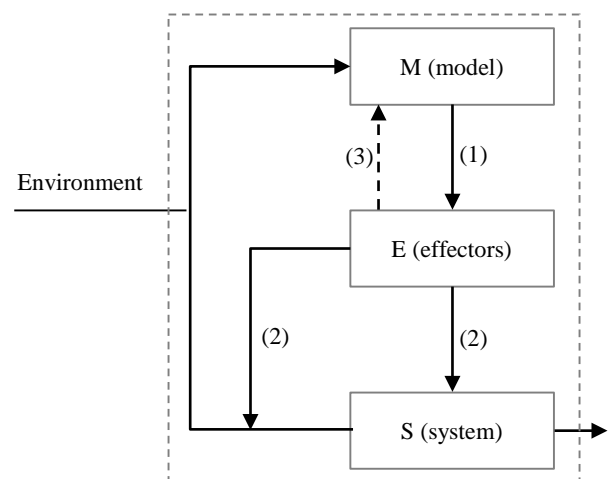 M (model)
(3)
(1)
Environment
E (effectors)
(2)
(2)
S (system)